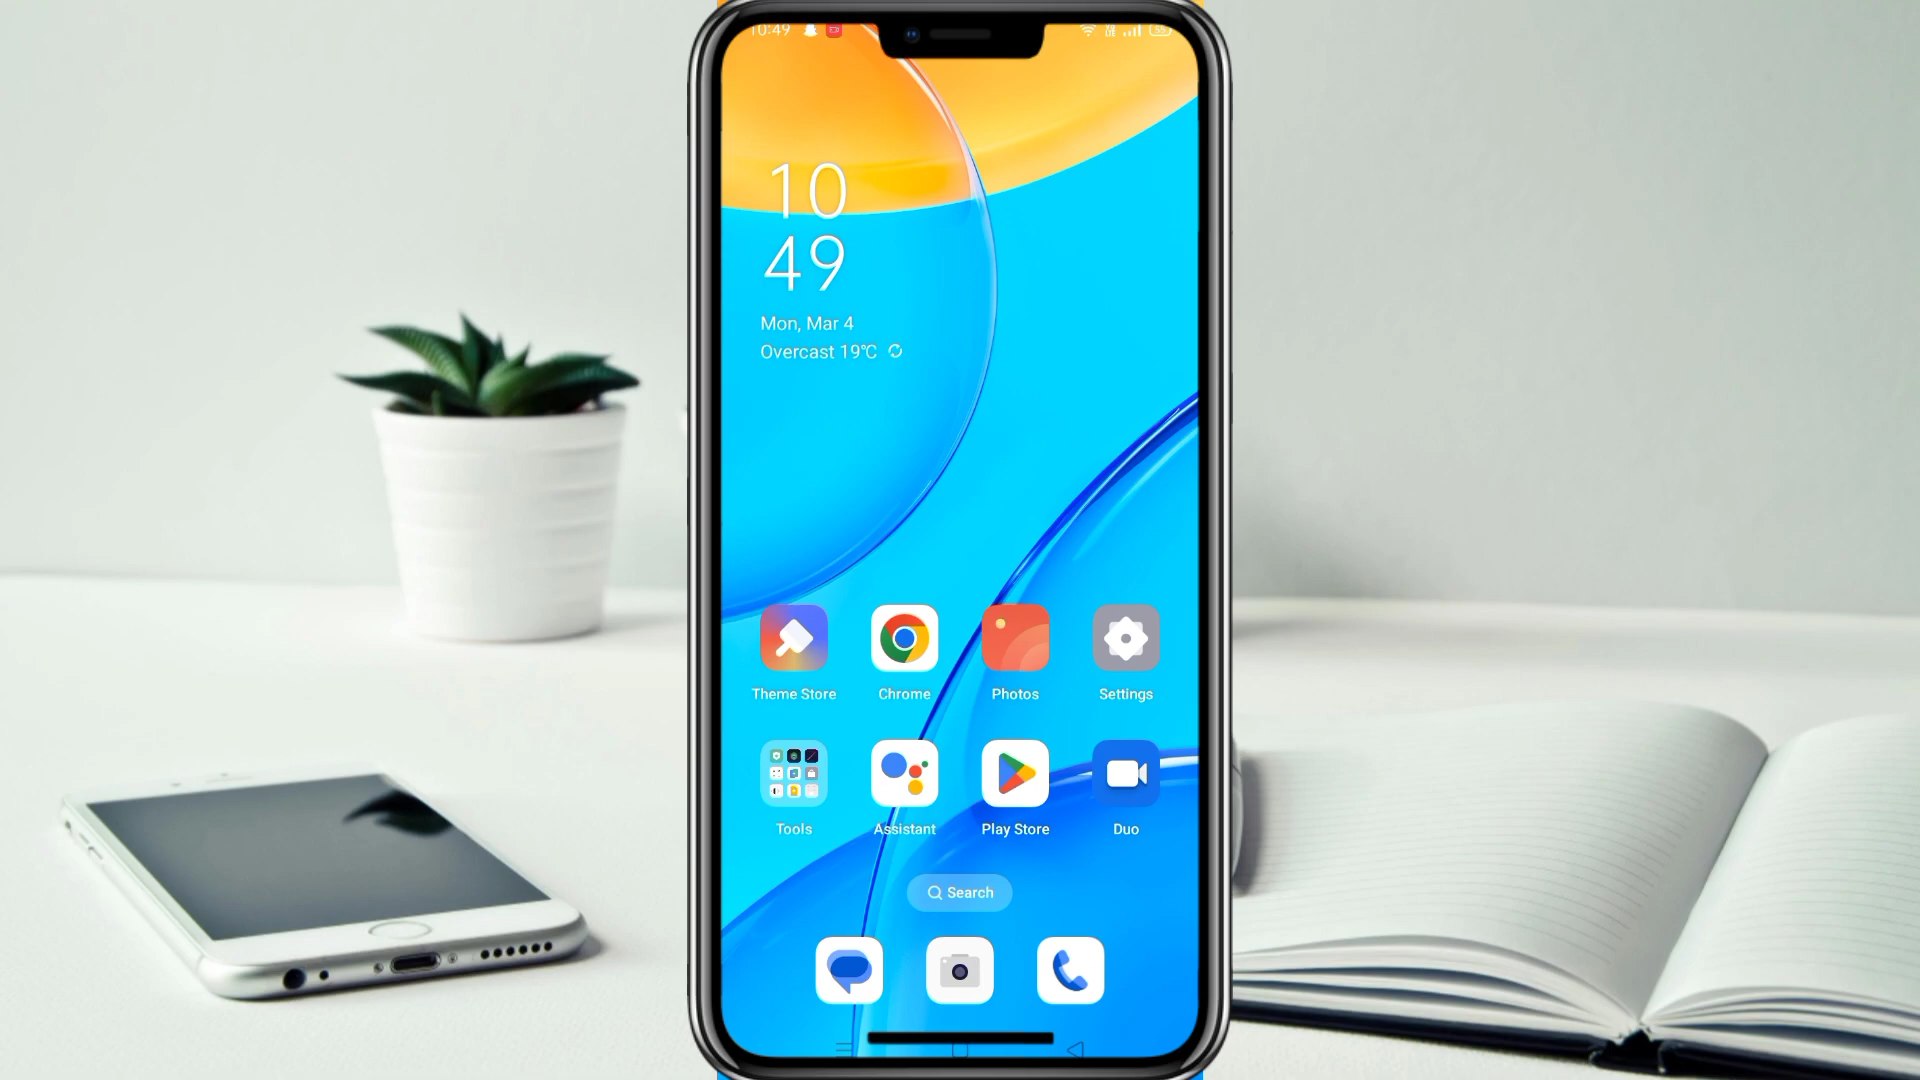 10:49
55
10
49
Mon, Mar 4
Overcast 19℃
Theme Store
Chrome
Photos
Settings
Tools
Assistant
Play Store
Duo
Search